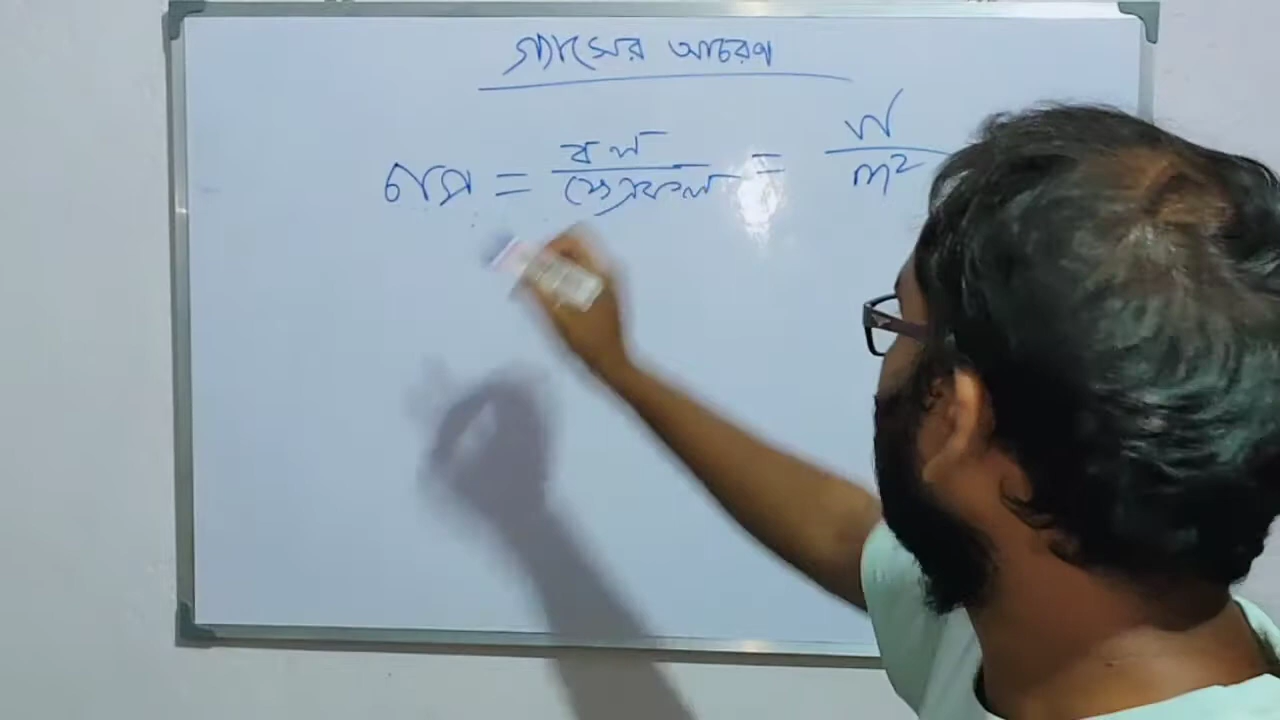 গ্যাসের আচরণ
চাপ = বল / ক্ষেত্রফল = N / m²